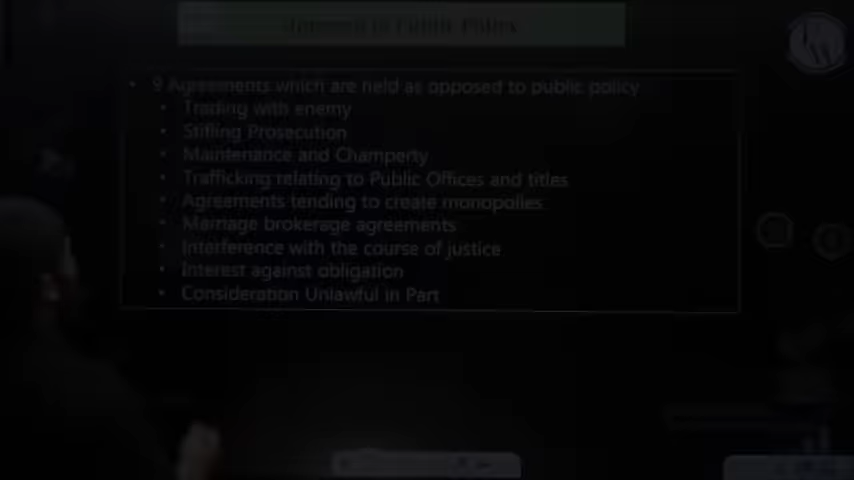 Opposed to Public Policy
• 9 Agreements which are held as opposed to public policy
• Trading with enemy
• Stifling Prosecution
• Maintenance and Champerty
• Trafficking relating to Public Offices and titles
• Agreements tending to create monopolies
• Marriage brokerage agreements
• Interference with the course of justice
• Interest against obligation
• Consideration Unlawful in Part